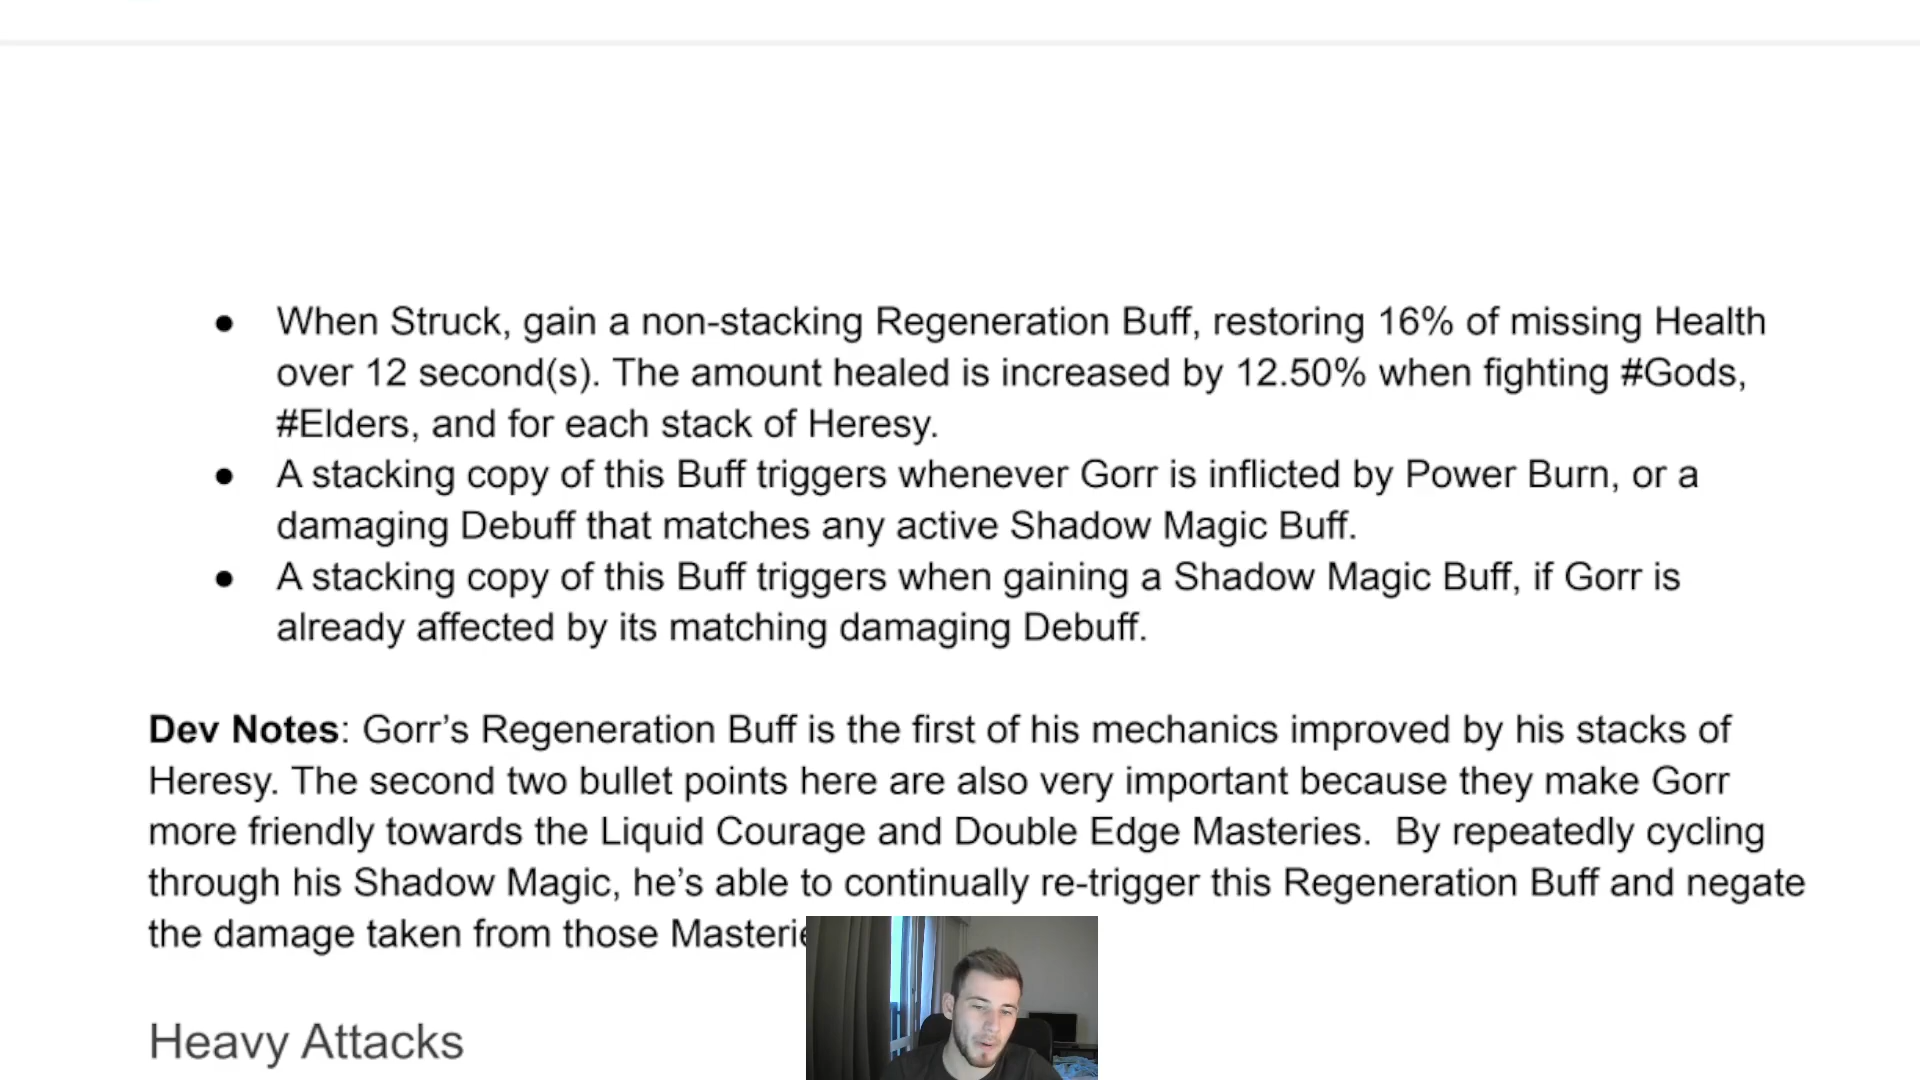 ● When Struck, gain a non-stacking Regeneration Buff, restoring 16% of missing Health
over 12 second(s). The amount healed is increased by 12.50% when fighting #Gods,
#Elders, and for each stack of Heresy.
● A stacking copy of this Buff triggers whenever Gorr is inflicted by Power Burn, or a
damaging Debuff that matches any active Shadow Magic Buff.
● A stacking copy of this Buff triggers when gaining a Shadow Magic Buff, if Gorr is
already affected by its matching damaging Debuff.
Dev Notes: Gorr’s Regeneration Buff is the first of his mechanics improved by his stacks of
Heresy. The second two bullet points here are also very important because they make Gorr
more friendly towards the Liquid Courage and Double Edge Masteries.  By repeatedly cycling
through his Shadow Magic, he’s able to continually re-trigger this Regeneration Buff and negate
the damage taken from those
Heavy Attacks